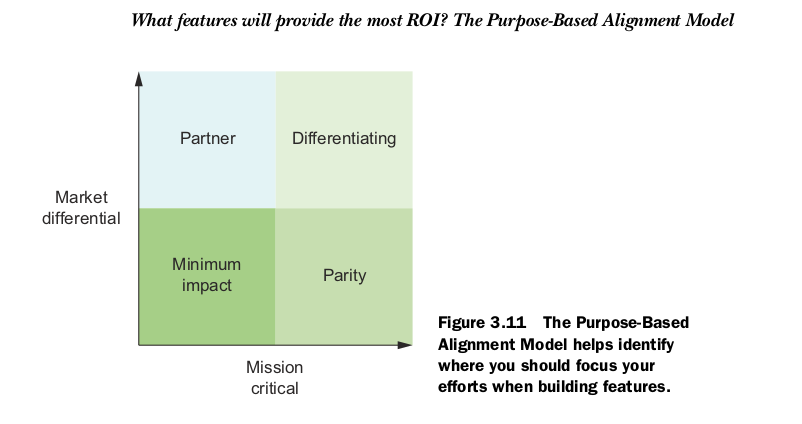 What features will provide the most ROI? The Purpose-Based Alignment Model
Partner
Differentiating
Market
differential
Minimum
impact
Parity
Mission
critical
Figure 3.11 The Purpose-Based
Alignment Model helps identify
where you should focus your
efforts when building features.